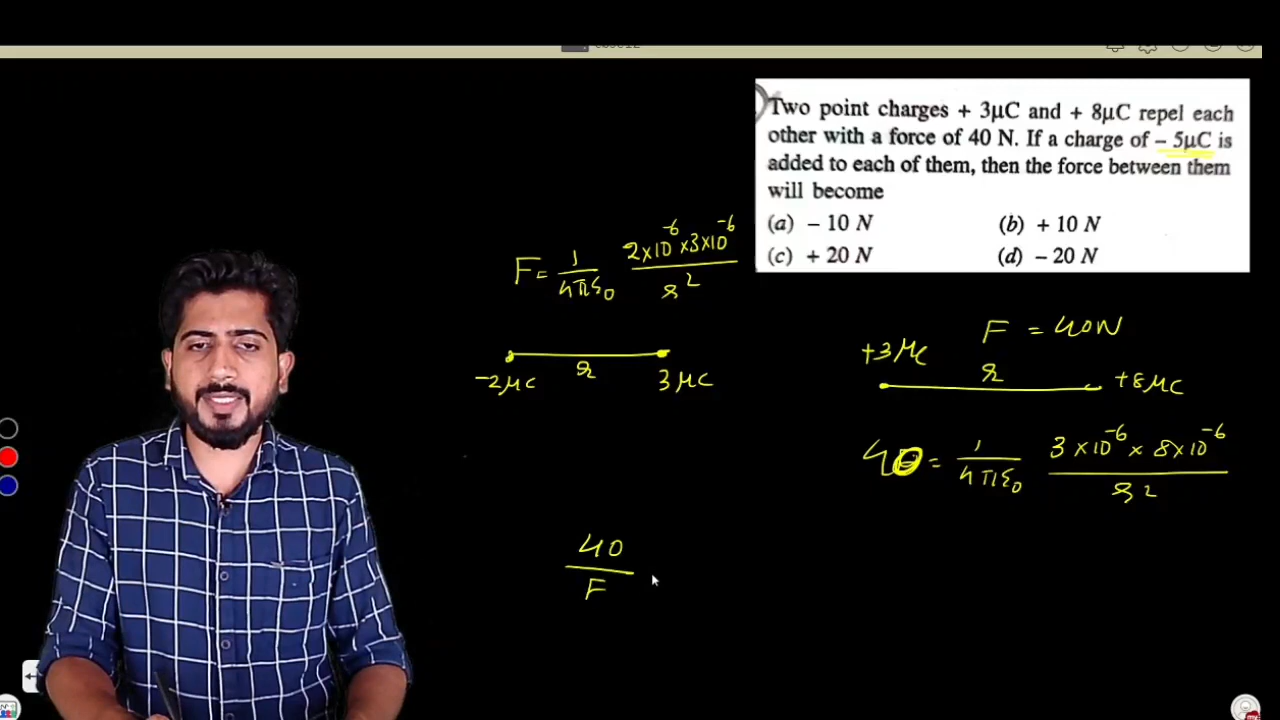 Two point charges + 3μC and + 8μC repel each
other with a force of 40 N. If a charge of – 5μC is
added to each of them, then the force between them
will become
(a) – 10 N (b) + 10 N
(c) + 20 N (d) – 20 N
F = 1/4πε₀ 2×10⁻⁶×3×10⁻⁶/r²
-2μC r 3μC
F = 40N
+3μC r +8μC
40 = 1/4πε₀ 3×10⁻⁶ × 8×10⁻⁶/r²
40/F